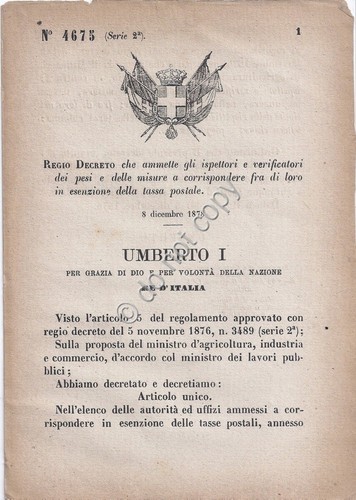 N° 4675 (Serie 2ª). 1
REGIO DECRETO che ammette gli ispettori e verificatori
dei pesi e delle misure a corrispondere fra di loro
in esenzione della tassa postale.
8 dicembre 1878
UMBERTO I
PER GRAZIA DI DIO E PER VOLONTÀ DELLA NAZIONE
RE D'ITALIA
Visto l'articolo 5 del regolamento approvato con
regio decreto del 5 novembre 1876, n. 3489 (serie 2ª);
Sulla proposta del ministro d'agricoltura, industria
e commercio, d'accordo col ministro dei lavori pub-
blici;
Abbiamo decretato e decretiamo:
Articolo unico.
Nell'elenco delle autorità ed uffizi ammessi a cor-
rispondere in esenzione delle tasse postali, annesso
do not copy